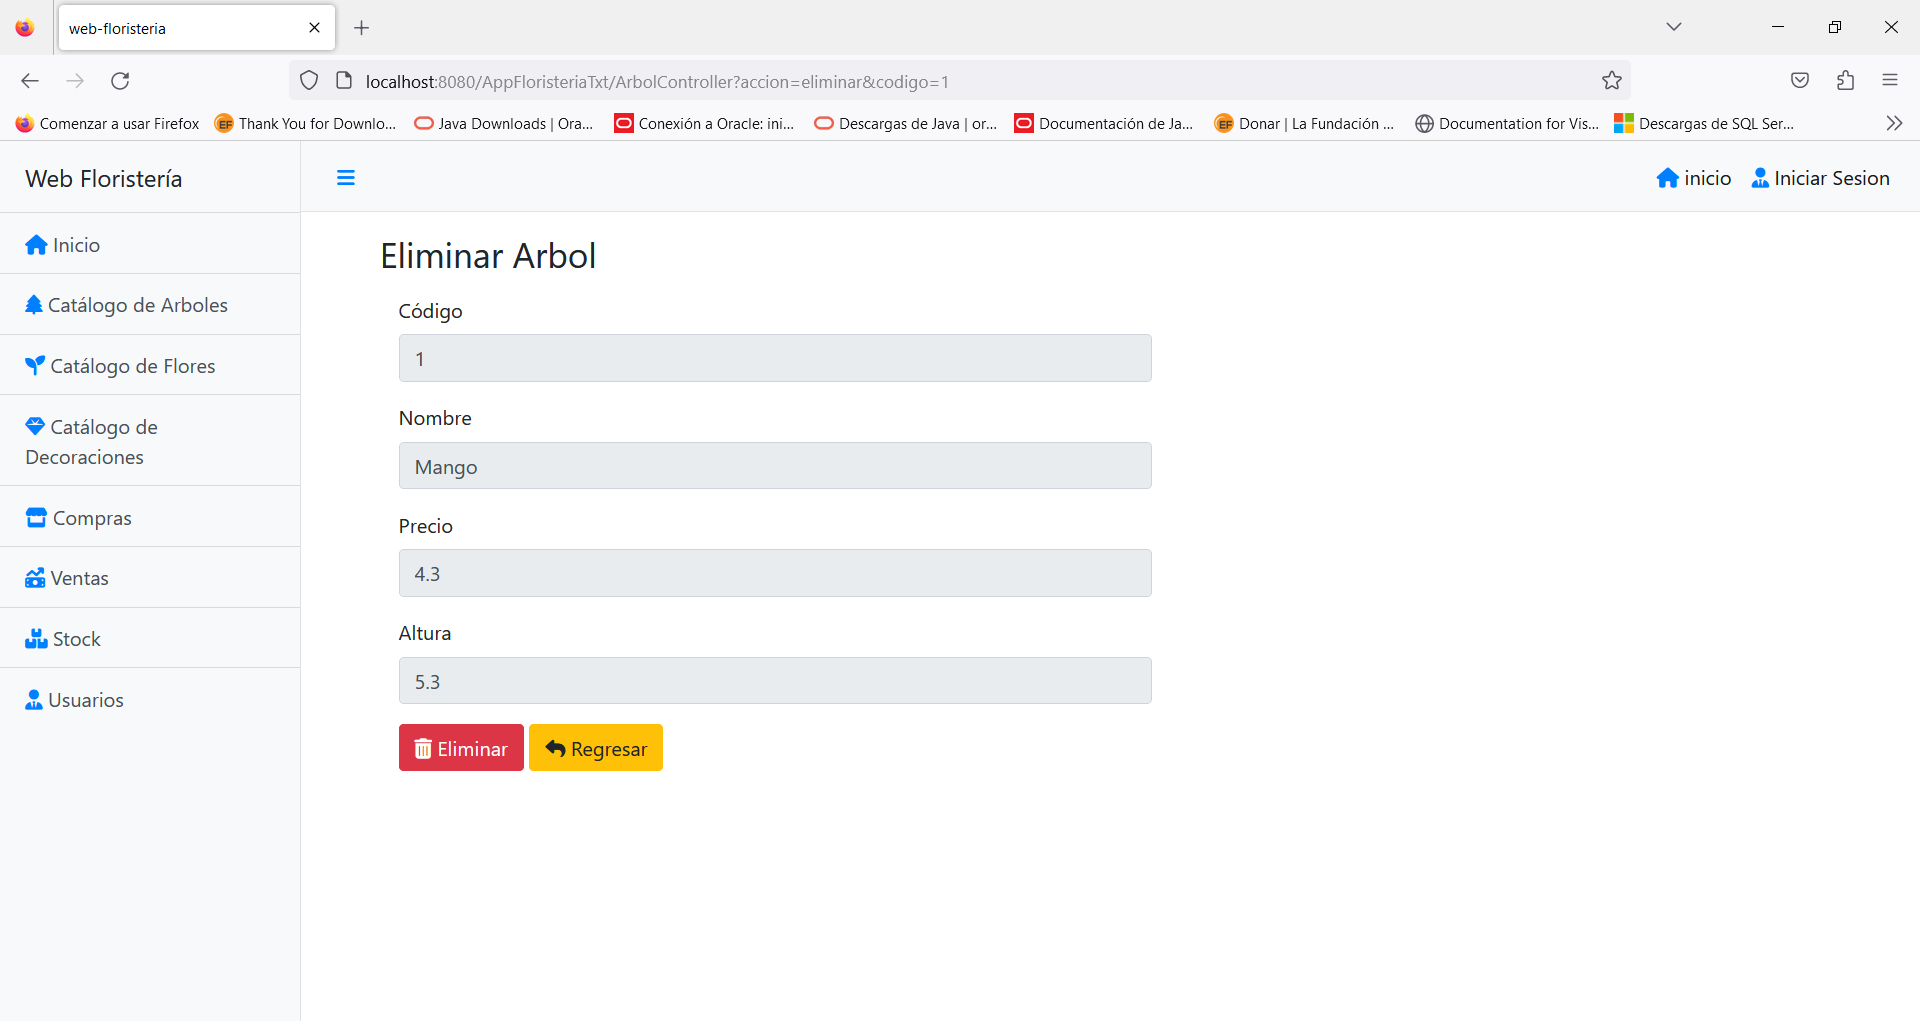 web-floristeria
localhost:8080/AppFloristeriaTxt/ArbolController?accion=eliminar&codigo=1
Comenzar a usar Firefox
Thank You for Downlo...
Java Downloads | Ora...
Conexión a Oracle: ini...
Descargas de Java | or...
Documentación de Ja...
Donar | La Fundación ...
Documentation for Vis...
Descargas de SQL Ser...
Web Floristería
inicio
Iniciar Sesion
Inicio
Catálogo de Arboles
Catálogo de Flores
Catálogo de
Decoraciones
Compras
Ventas
Stock
Usuarios
Eliminar Arbol
Código
1
Nombre
Mango
Precio
4.3
Altura
5.3
Eliminar
Regresar